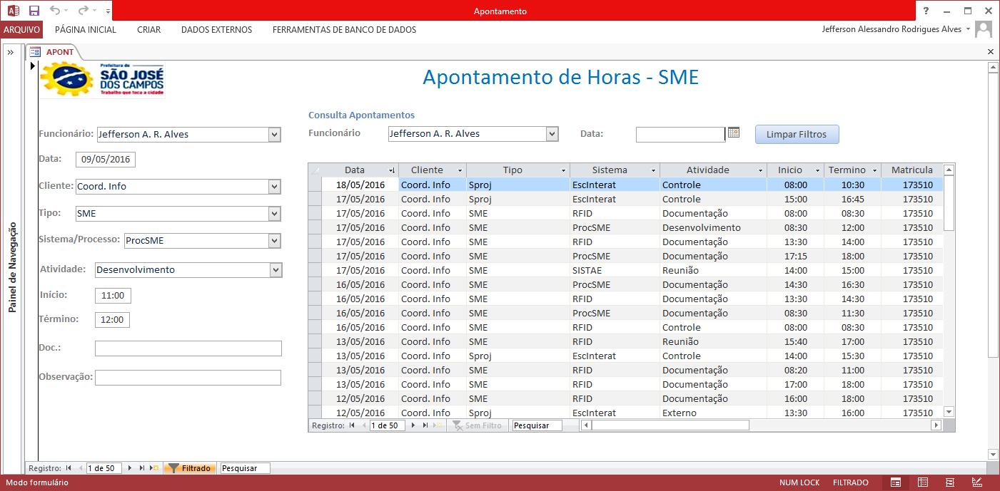 Apontamento
?
ARQUIVO PÁGINA INICIAL CRIAR DADOS EXTERNOS FERRAMENTAS DE BANCO DE DADOS Jefferson Alessandro Rodrigues Alves
APONT
Painel de Navegação
Prefeitura de
SÃO JOSÉ
DOS CAMPOS
Trabalho que toca a cidade
Apontamento de Horas - SME
Funcionário: Jefferson A. R. Alves
Data: 09/05/2016
Cliente: Coord. Info
Tipo: SME
Sistema/Processo: ProcSME
Atividade: Desenvolvimento
Início: 11:00
Término: 12:00
Doc.:
Observação:
Consulta Apontamentos
Funcionário Jefferson A. R. Alves Data: Limpar Filtros
Data Cliente Tipo Sistema Atividade Inicio Termino Matricula
18/05/2016 Coord. Info Sproj EscInterat Controle 08:00 10:30 173510
17/05/2016 Coord. Info Sproj EscInterat Controle 15:00 16:45 173510
17/05/2016 Coord. Info SME RFID Documentação 08:00 08:30 173510
17/05/2016 Coord. Info SME ProcSME Desenvolvimento 08:30 12:00 173510
17/05/2016 Coord. Info SME RFID Documentação 13:30 14:00 173510
17/05/2016 Coord. Info SME ProcSME Documentação 17:15 18:00 173510
17/05/2016 Coord. Info SME SISTAE Reunião 14:00 15:00 173510
16/05/2016 Coord. Info SME ProcSME Documentação 14:30 16:30 173510
16/05/2016 Coord. Info SME RFID Documentação 13:30 14:30 173510
16/05/2016 Coord. Info SME ProcSME Documentação 08:30 11:30 173510
16/05/2016 Coord. Info SME RFID Controle 08:00 08:30 173510
13/05/2016 Coord. Info SME RFID Reunião 15:40 17:00 173510
13/05/2016 Coord. Info Sproj EscInterat Controle 14:00 15:30 173510
13/05/2016 Coord. Info SME RFID Documentação 08:20 11:00 173510
13/05/2016 Coord. Info SME RFID Documentação 17:00 18:00 173510
12/05/2016 Coord. Info SME RFID Documentação 16:00 18:00 173510
12/05/2016 Coord. Info Sproj EscInterat Externo 13:30 16:00 173510
Registro: 1 de 50 Sem Filtro Pesquisar
Registro: 1 de 50 Filtrado Pesquisar
Modo formulário NUM LOCK FILTRADO